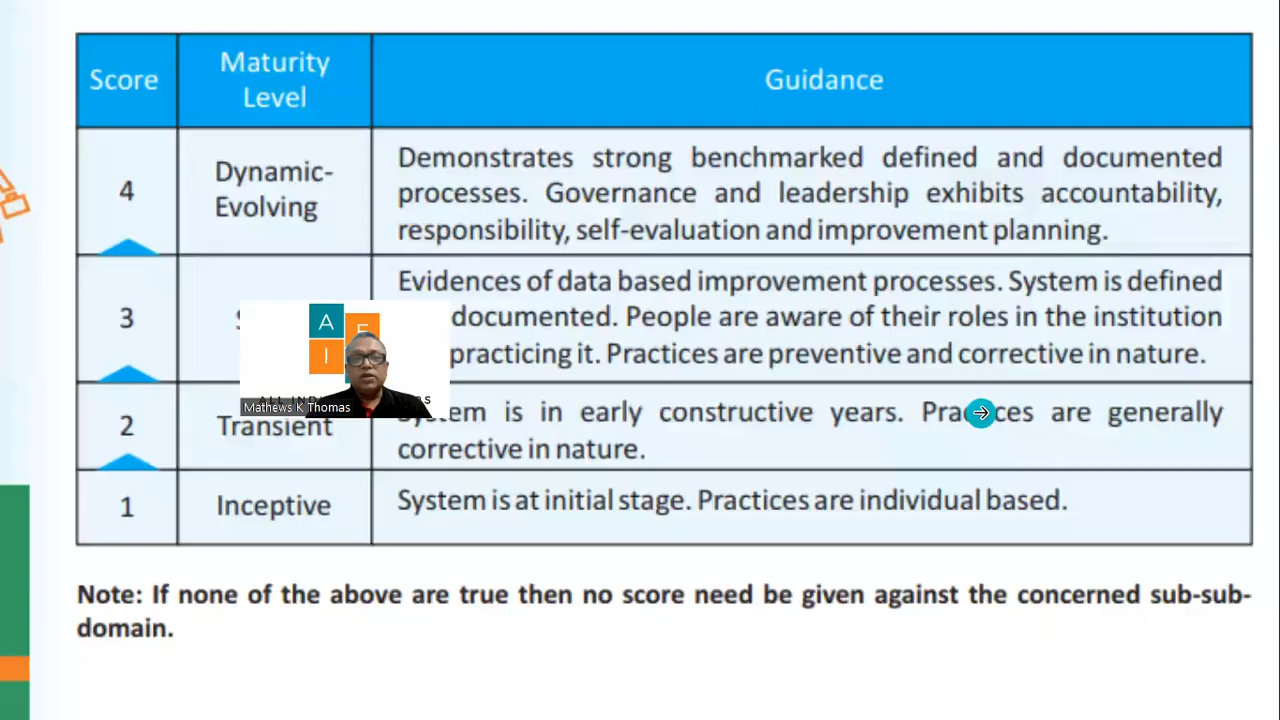 Score
Maturity
Level
Guidance
4
Dynamic-
Evolving
Demonstrates strong benchmarked defined and documented
processes. Governance and leadership exhibits accountability,
responsibility, self-evaluation and improvement planning.
3
Evidences of data based improvement processes. System is defined
documented. People are aware of their roles in the institution
practicing it. Practices are preventive and corrective in nature.
A
I
Mathews K Thomas
2
Transient
System is in early constructive years. Practices are generally
corrective in nature.
1
Inceptive
System is at initial stage. Practices are individual based.
Note: If none of the above are true then no score need be given against the concerned sub-sub-
domain.